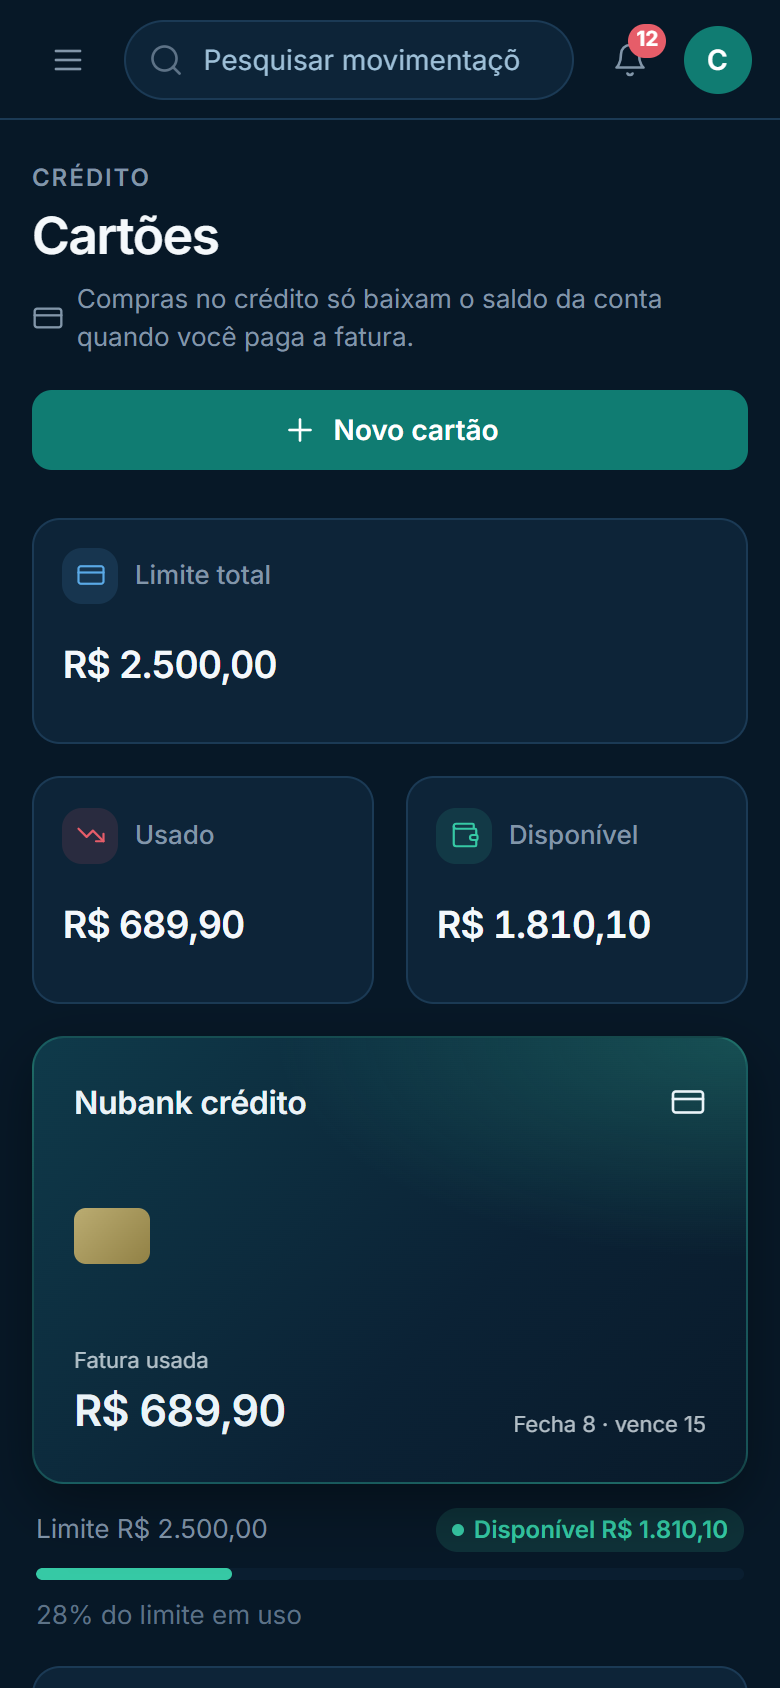 Pesquisar movimentaçõ
12
C
CRÉDITO
Cartões
Compras no crédito só baixam o saldo da conta
quando você paga a fatura.
Novo cartão
Limite total
R$ 2.500,00
Usado
R$ 689,90
Disponível
R$ 1.810,10
Nubank crédito
Fatura usada
R$ 689,90
Fecha 8 · vence 15
Limite R$ 2.500,00
Disponível R$ 1.810,10
28% do limite em uso